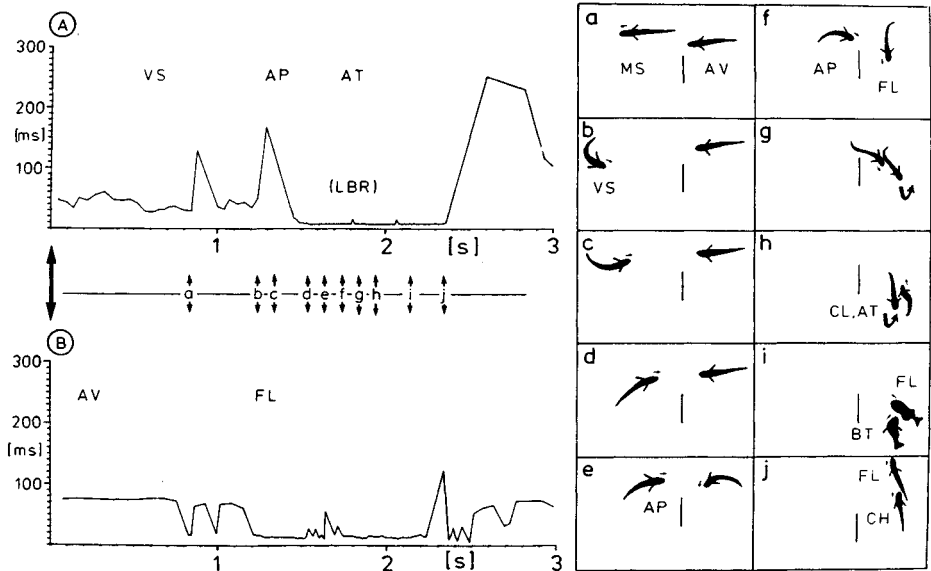 A
300
200
[ms]
100
VS
AP
AT
(LBR)
1
2
[s]
3
a b c d e f g h i j
B
300
200
[ms]
100
AV
FL
1
2
[s]
3
a
MS
AV
b
VS
c
d
e
AP
f
AP
FL
g
h
CL,AT
i
FL
BT
j
FL
CH